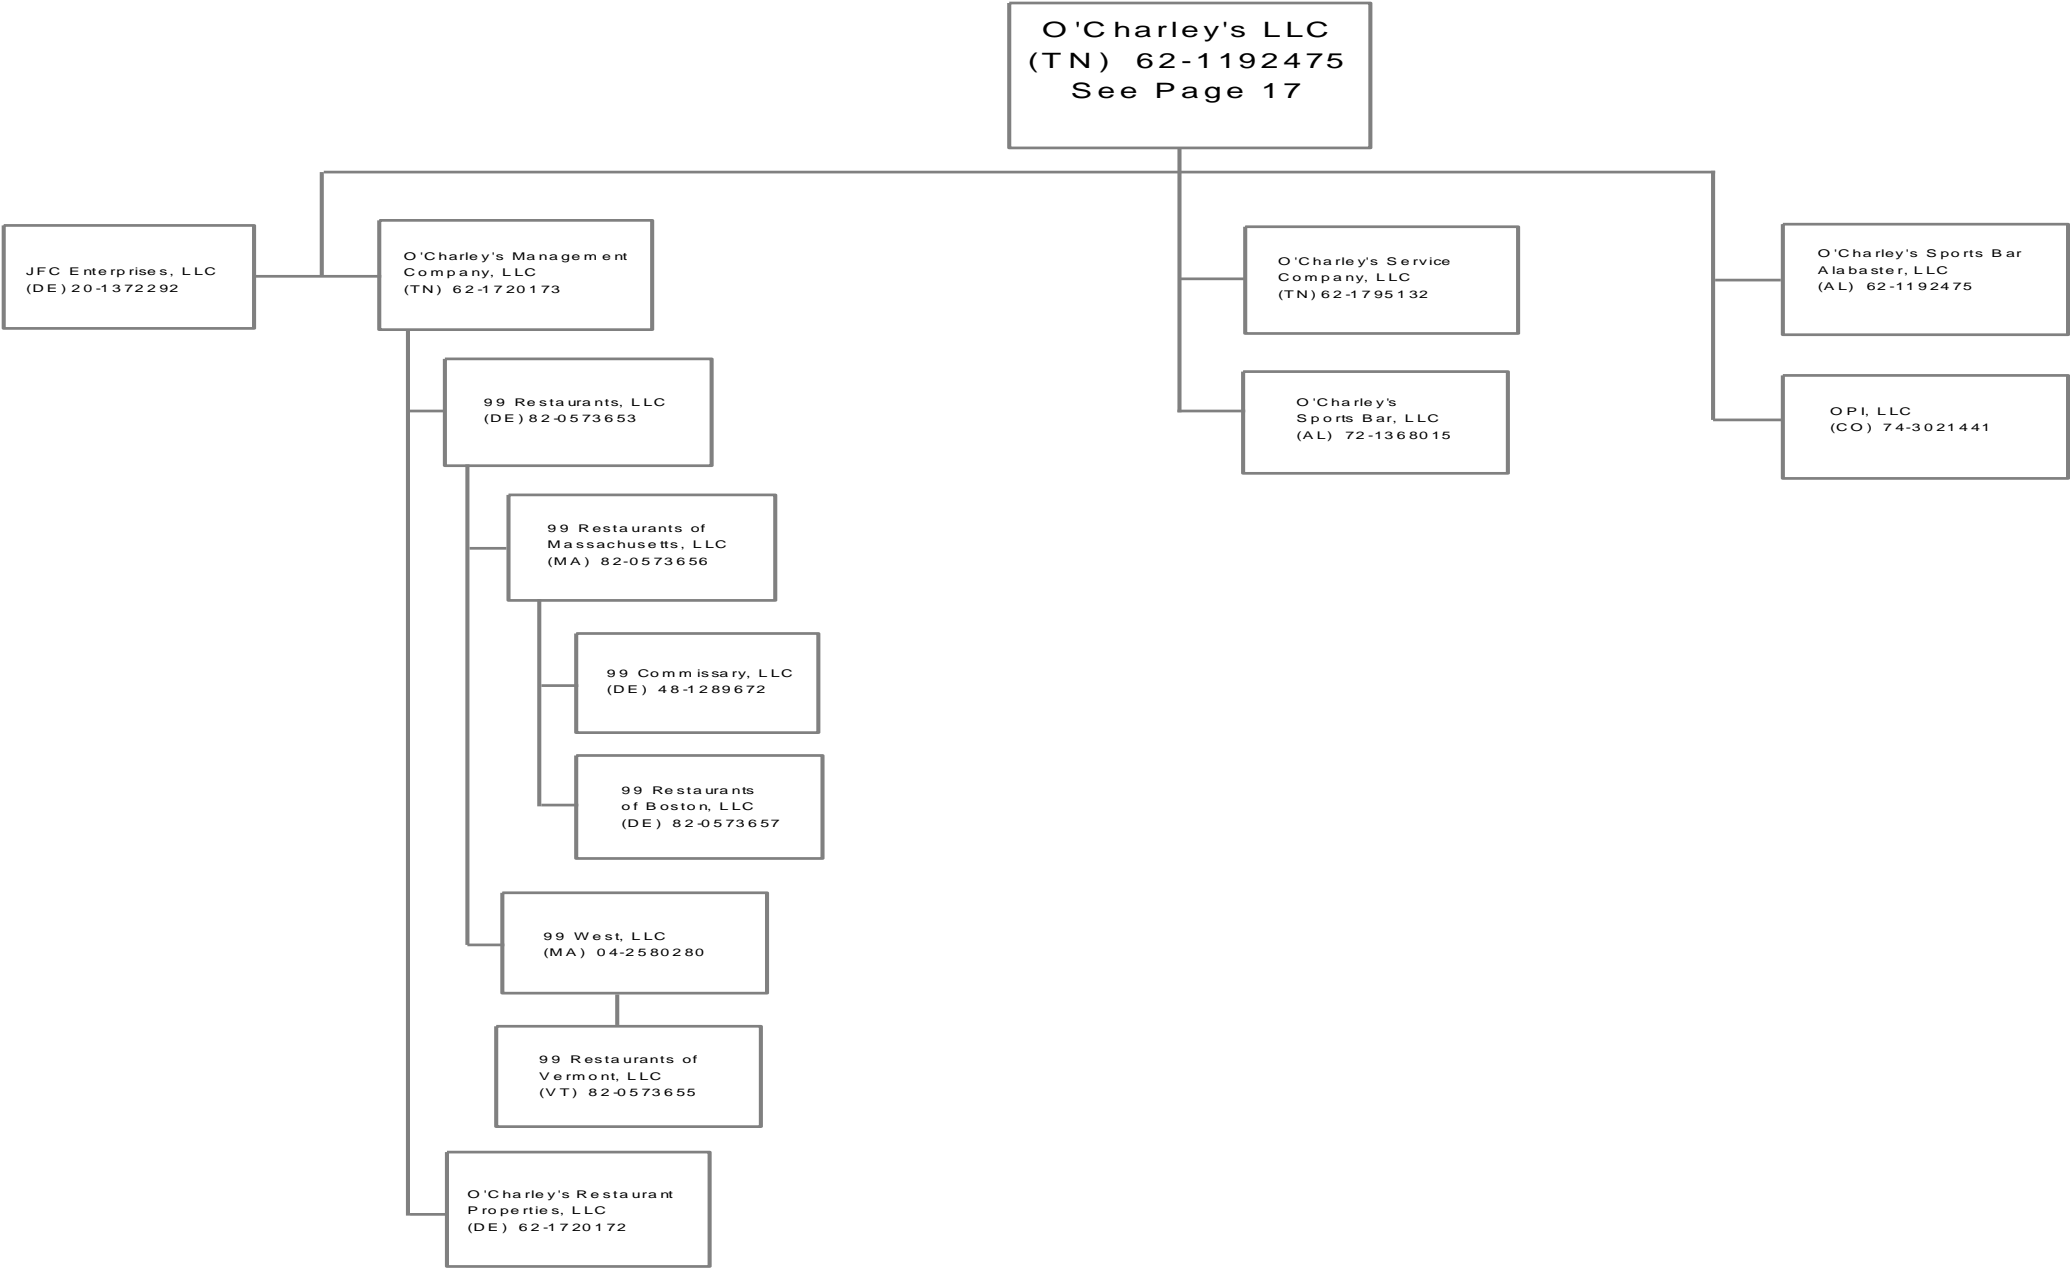 O'Charley's LLC
(TN) 62-1192475
See Page 17
JFC Enterprises, LLC
(DE) 20-1372292
O'Charley's Management
Company, LLC
(TN) 62-1720173
O'Charley's Service
Company, LLC
(TN) 62-1795132
O'Charley's Sports Bar
Alabaster, LLC
(AL) 62-1192475
99 Restaurants, LLC
(DE) 82-0573653
O'Charley's
Sports Bar, LLC
(AL) 72-1368015
OPI, LLC
(CO) 74-3021441
99 Restaurants of
Massachusetts, LLC
(MA) 82-0573656
99 Commissary, LLC
(DE) 48-1289672
99 Restaurants
of Boston, LLC
(DE) 82-0573657
99 West, LLC
(MA) 04-2580280
99 Restaurants of
Vermont, LLC
(VT) 82-0573655
O'Charley's Restaurant
Properties, LLC
(DE) 62-1720172